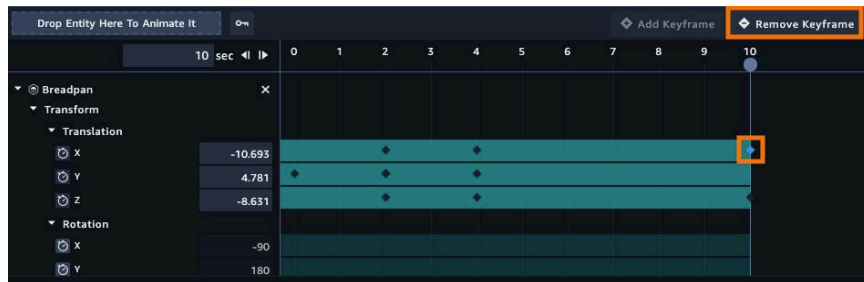 Drop Entity Here To Animate It
Add Keyframe
Remove Keyframe
10 sec
0 1 2 3 4 5 6 7 8 9 10
Breadpan
Transform
Translation
X -10.693
Y 4.781
Z -8.631
Rotation
X -90
Y 180